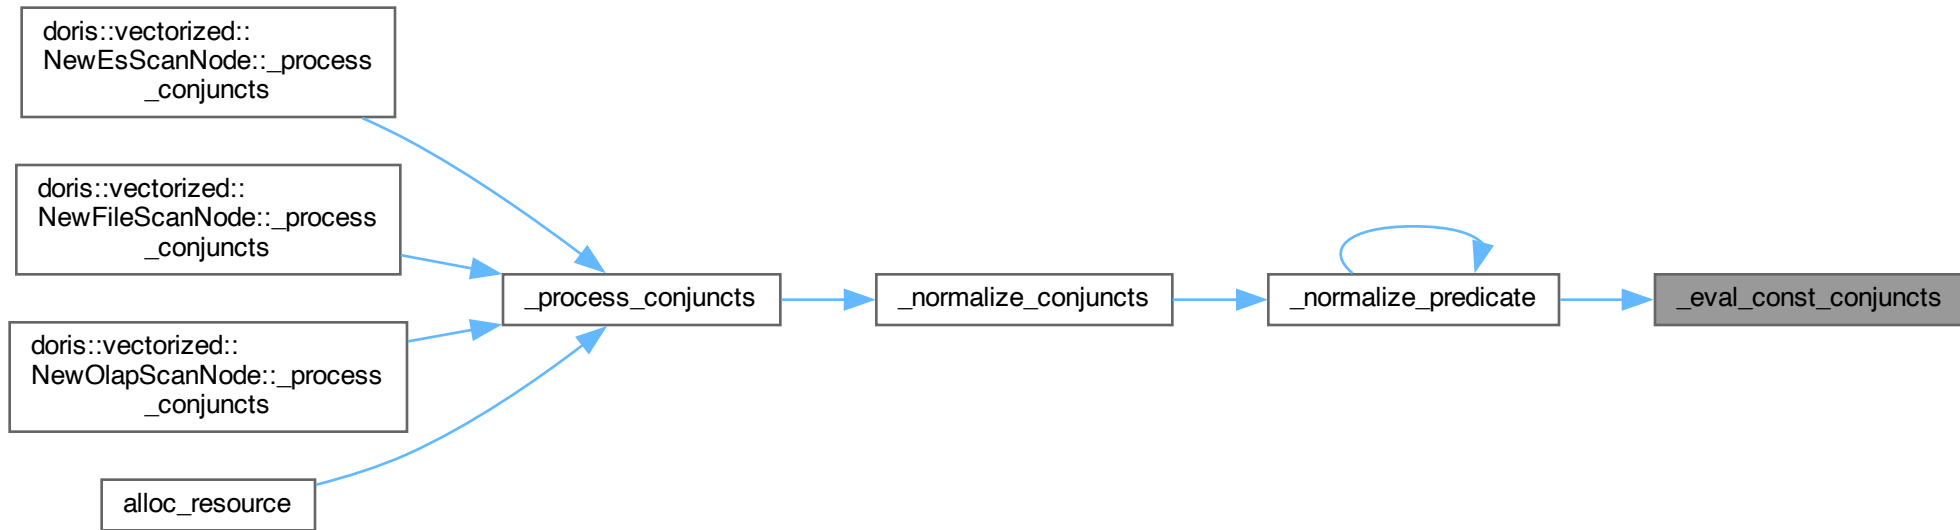 doris::vectorized::
NewEsScanNode::_process
_conjuncts
doris::vectorized::
NewFileScanNode::_process
_conjuncts
doris::vectorized::
NewOlapScanNode::_process
_conjuncts
alloc_resource
_process_conjuncts
_normalize_conjuncts
_normalize_predicate
_eval_const_conjuncts